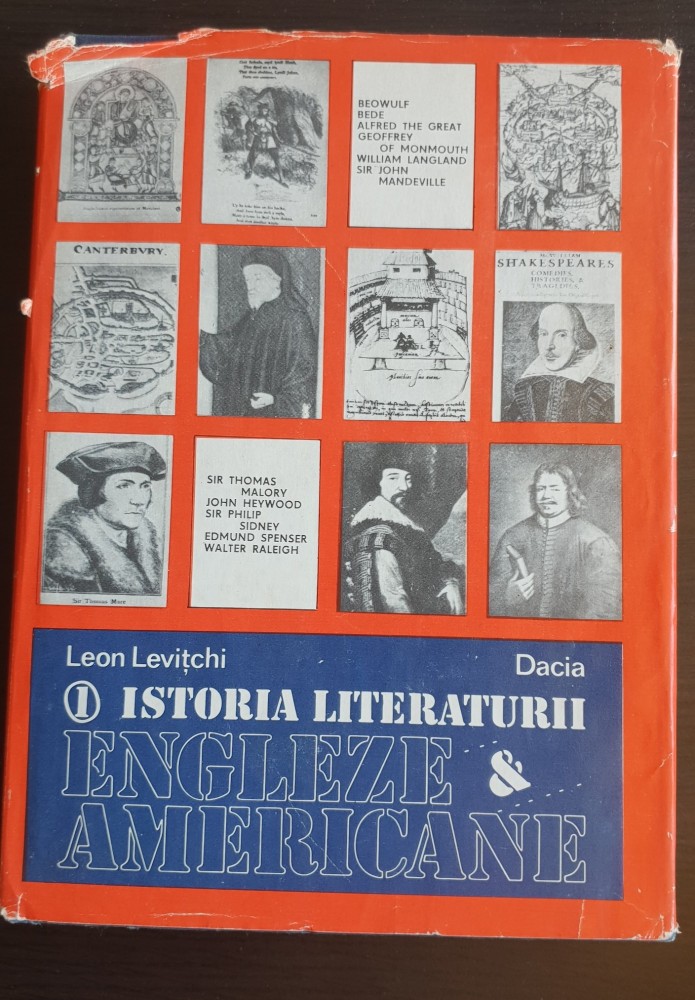 BEOWULF
BEDE
ALFRED THE GREAT
GEOFFREY
OF MONMOUTH
WILLIAM LANGLAND
SIR JOHN
MANDEVILLE
CANTERBVRY.
SHAKESPEARES
COMEDIES,
HISTORIES, &
TRAGEDIES.
Sir Thomas More
SIR THOMAS
MALORY
JOHN HEYWOOD
SIR PHILIP
SIDNEY
EDMUND SPENSER
WALTER RALEIGH
Leon Levițchi
Dacia
1 ISTORIA LITERATURII
ENGLEZE &
AMERICANE